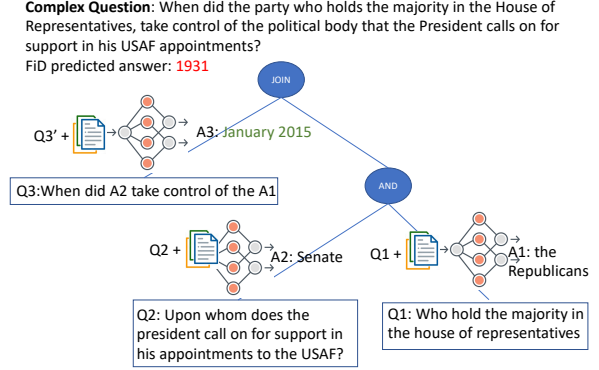 Complex Question: When did the party who holds the majority in the House of
Representatives, take control of the political body that the President calls on for
support in his USAF appointments?
FiD predicted answer: 1931
JOIN
Q3' +
A3: January 2015
Q3:When did A2 take control of the A1
AND
Q2 +
A2: Senate
Q1 +
A1: the
Republicans
Q2: Upon whom does the
president call on for support in
his appointments to the USAF?
Q1: Who hold the majority in
the house of representatives